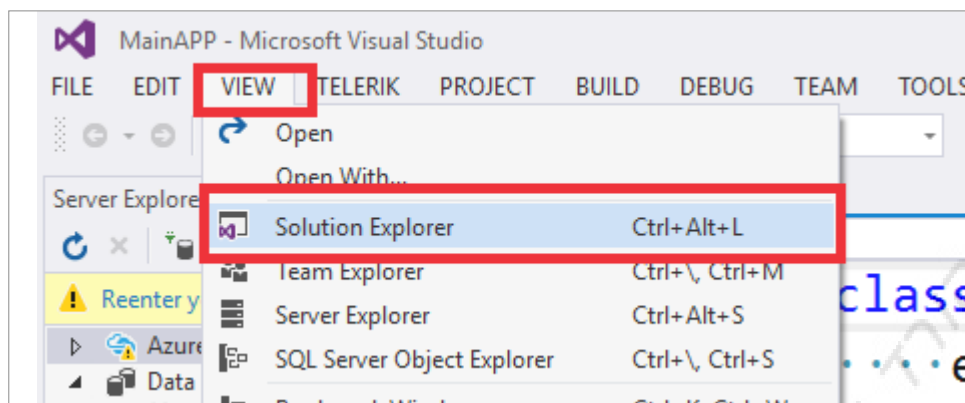 MainAPP - Microsoft Visual Studio
FILE EDIT VIEW TELERIK PROJECT BUILD DEBUG TEAM TOOLS
Open
Open With...
Server Explore
Solution Explorer Ctrl+Alt+L
Team Explorer Ctrl+\, Ctrl+M
class
Reenter y
Server Explorer Ctrl+Alt+S
Azure
SQL Server Object Explorer Ctrl+\, Ctrl+S
e
Data